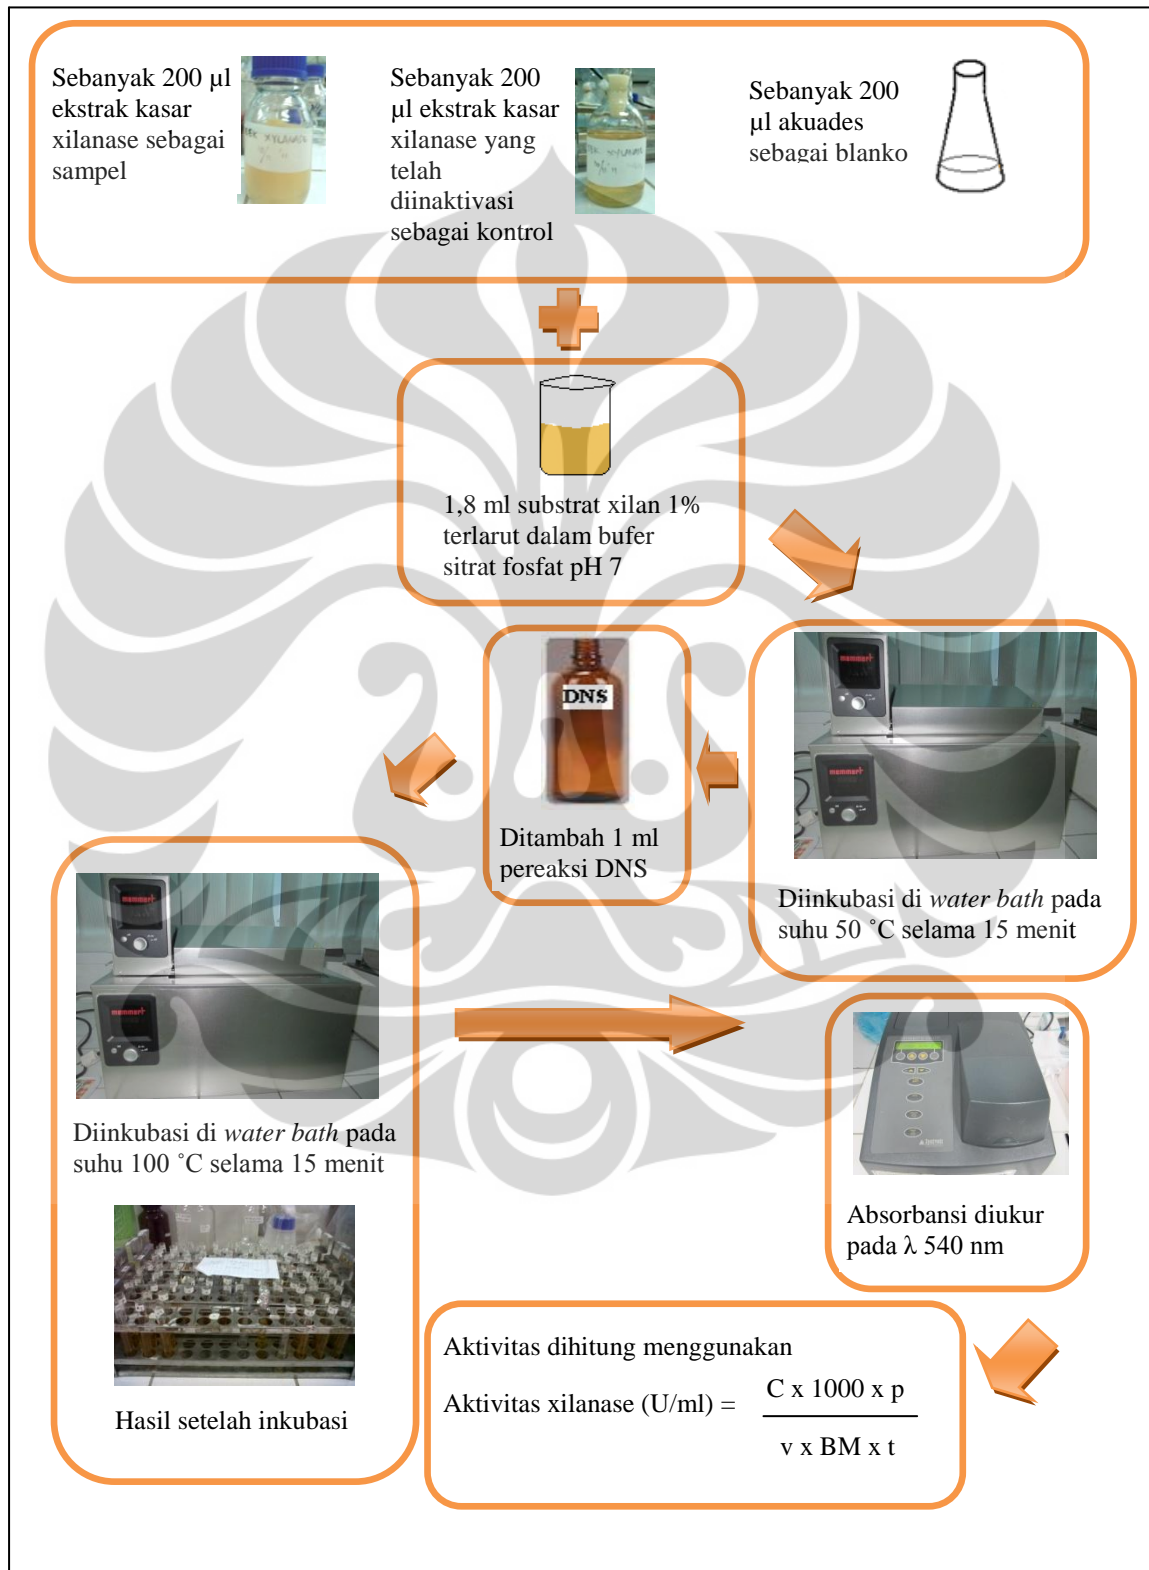 Sebanyak 200 µl
ekstrak kasar
xilanase sebagai
sampel
Sebanyak 200
µl ekstrak kasar
xilanase yang
telah
diinaktivasi
sebagai kontrol
Sebanyak 200
µl akuades
sebagai blanko
1,8 ml substrat xilan 1%
terlarut dalam bufer
sitrat fosfat pH 7
memmert
memmert
Diinkubasi di water bath pada
suhu 50 ˚C selama 15 menit
DNS
Ditambah 1 ml
pereaksi DNS
memmert
memmert
Diinkubasi di water bath pada
suhu 100 ˚C selama 15 menit
Hasil setelah inkubasi
Absorbansi diukur
pada λ 540 nm
Aktivitas dihitung menggunakan
Aktivitas xilanase (U/ml) = C x 1000 x p
v x BM x t